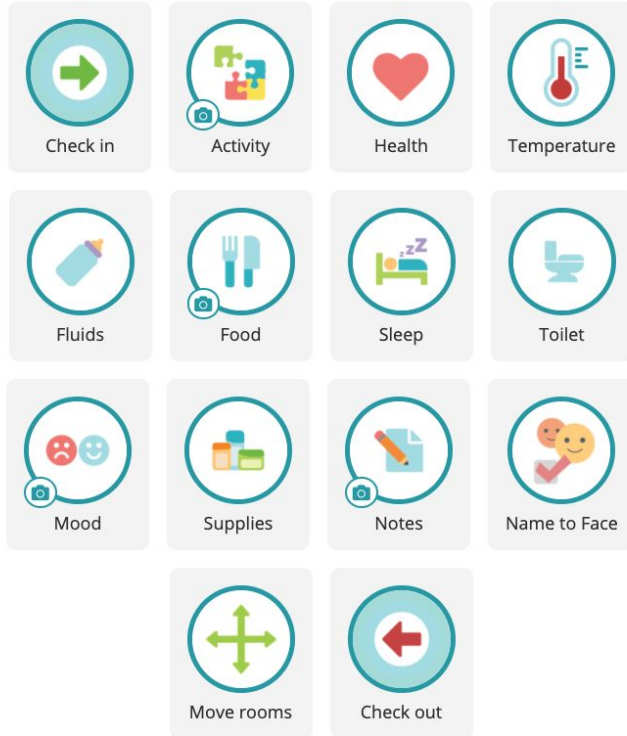 Check in
Activity
Health
Temperature
zzZ
Fluids
Food
Sleep
Toilet
Mood
Supplies
Notes
Name to Face
Move rooms
Check out